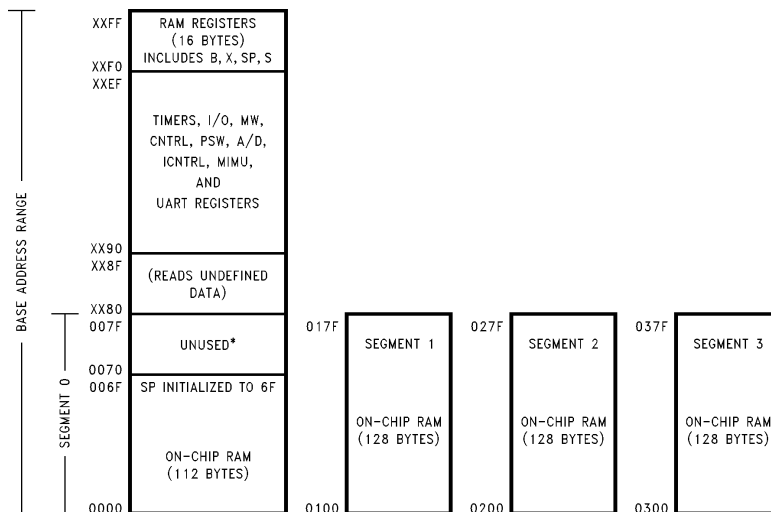 XXFF
RAM REGISTERS
(16 BYTES)
INCLUDES B, X, SP, S
XXF0
XXEF
TIMERS, I/O, MW,
CNTRL, PSW, A/D,
ICNTRL, MIMU,
AND
UART REGISTERS
BASE ADDRESS RANGE
XX90
XX8F
(READS UNDEFINED
DATA)
XX80
007F
UNUSED*
0070
006F
SP INITIALIZED TO 6F
SEGMENT 0
ON-CHIP RAM
(112 BYTES)
0000
017F
SEGMENT 1
ON-CHIP RAM
(128 BYTES)
0100
027F
SEGMENT 2
ON-CHIP RAM
(128 BYTES)
0200
037F
SEGMENT 3
ON-CHIP RAM
(128 BYTES)
0300